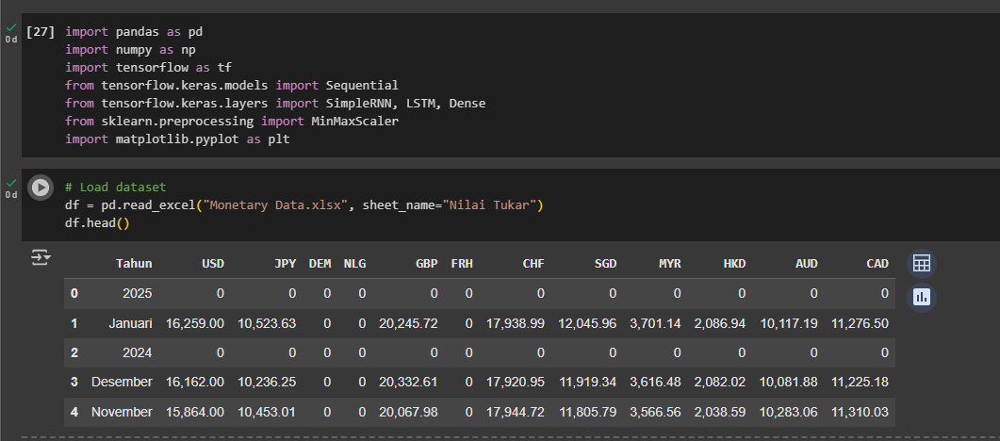 [27] import pandas as pd
import numpy as np
import tensorflow as tf
from tensorflow.keras.models import Sequential
from tensorflow.keras.layers import SimpleRNN, LSTM, Dense
from sklearn.preprocessing import MinMaxScaler
import matplotlib.pyplot as plt
0 d
# Load dataset
df = pd.read_excel("Monetary Data.xlsx", sheet_name="Nilai Tukar")
df.head()
0 d
Tahun USD JPY DEM NLG GBP FRH CHF SGD MYR HKD AUD CAD
0 2025 0 0 0 0 0 0 0 0 0 0 0 0
1 Januari 16,259.00 10,523.63 0 0 20,245.72 0 17,938.99 12,045.96 3,701.14 2,086.94 10,117.19 11,276.50
2 2024 0 0 0 0 0 0 0 0 0 0 0 0
3 Desember 16,162.00 10,236.25 0 0 20,332.61 0 17,920.95 11,919.34 3,616.48 2,082.02 10,081.88 11,225.18
4 November 15,864.00 10,453.01 0 0 20,067.98 0 17,944.72 11,805.79 3,566.56 2,038.59 10,283.06 11,310.03